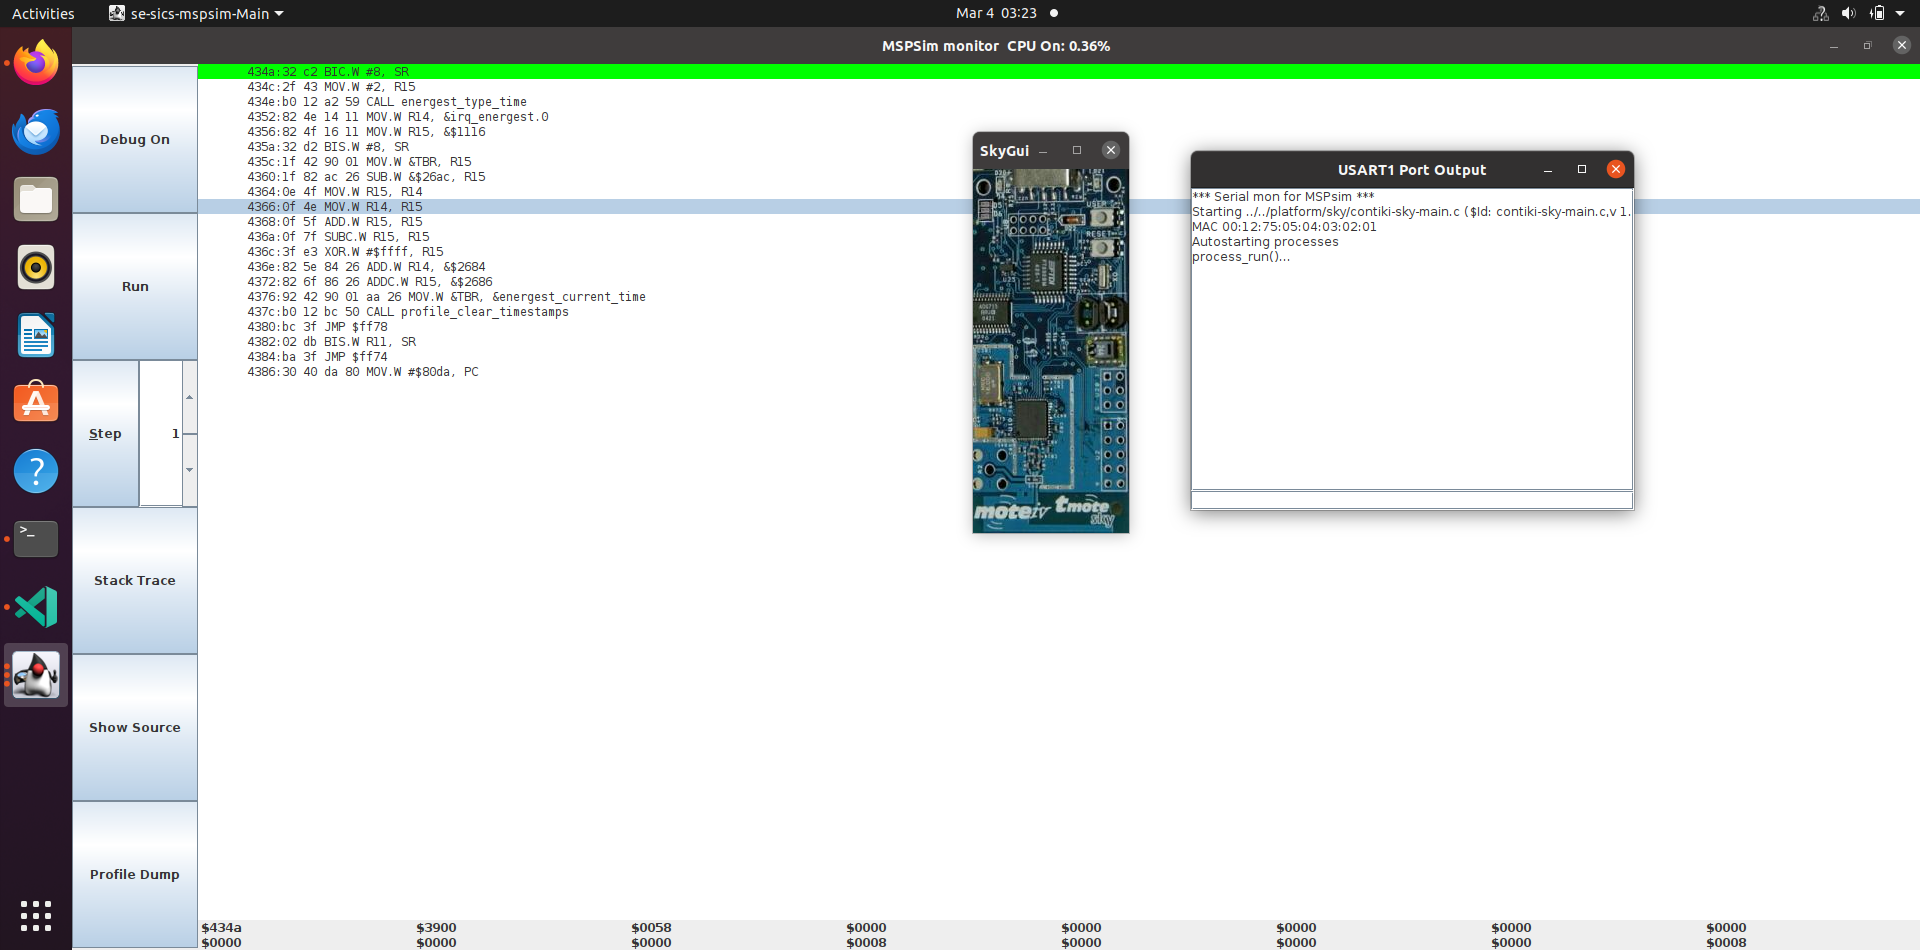 Activities
se-sics-mspsim-Main
Mar 4 03:23
MSPSim monitor CPU On: 0.36%
Debug On
Run
Step
1
Stack Trace
Show Source
Profile Dump
434a:32 c2 BIC.W #8, SR
434c:2f 43 MOV.W #2, R15
434e:b0 12 a2 59 CALL energest_type_time
4352:82 4e 14 11 MOV.W R14, &irq_energest.0
4356:82 4f 16 11 MOV.W R15, &$1116
435a:32 d2 BIS.W #8, SR
435c:1f 42 90 01 MOV.W &TBR, R15
4360:1f 82 ac 26 SUB.W &$26ac, R15
4364:0e 4f MOV.W R15, R14
4366:0f 4e MOV.W R14, R15
4368:0f 5f ADD.W R15, R15
436a:0f 7f SUBC.W R15, R15
436c:3f e3 XOR.W #$ffff, R15
436e:82 5e 84 26 ADD.W R14, &$2684
4372:82 6f 86 26 ADDC.W R15, &$2686
4376:92 42 90 01 aa 26 MOV.W &TBR, &energest_current_time
437c:b0 12 bc 50 CALL profile_clear_timestamps
4380:bc 3f JMP $ff78
4382:02 db BIS.W R11, SR
4384:ba 3f JMP $ff74
4386:30 40 da 80 MOV.W #$80da, PC
SkyGui
USER
RESET
moteiv tmote sky
USART1 Port Output
*** Serial mon for MSPsim ***
Starting ../../platform/sky/contiki-sky-main.c ($Id: contiki-sky-main.c,v 1.
MAC 00:12:75:05:04:03:02:01
Autostarting processes
process_run()...
$434a $3900 $0058 $0000 $0000 $0000 $0000 $0000
$0000 $0000 $0000 $0008 $0000 $0000 $0000 $0008